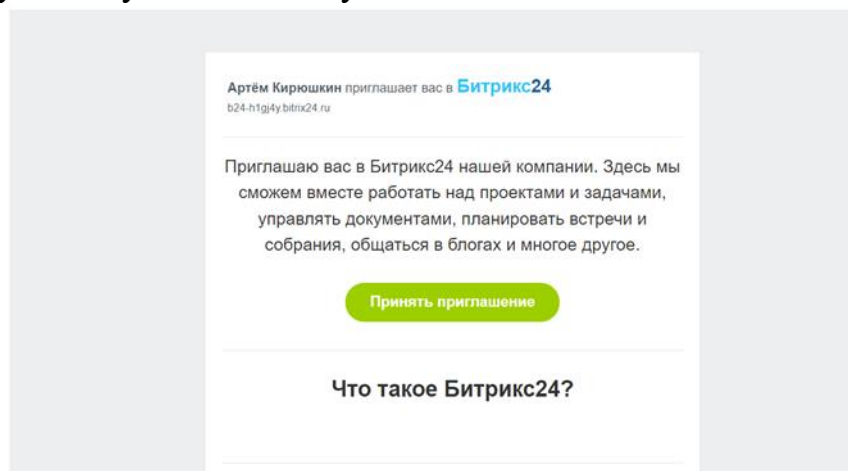 Артём Кирюшкин приглашает вас в Битрикс24
b24-h1gj4y.bitrix24.ru
Приглашаю вас в Битрикс24 нашей компании. Здесь мы
сможем вместе работать над проектами и задачами,
управлять документами, планировать встречи и
собрания, общаться в блогах и многое другое.
Принять приглашение
Что такое Битрикс24?